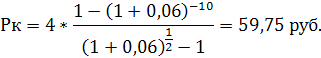 Рк = 4 * (1 − (1 + 0,06)^−10) / ((1 + 0,06)^(1/2) − 1) = 59,75 руб.